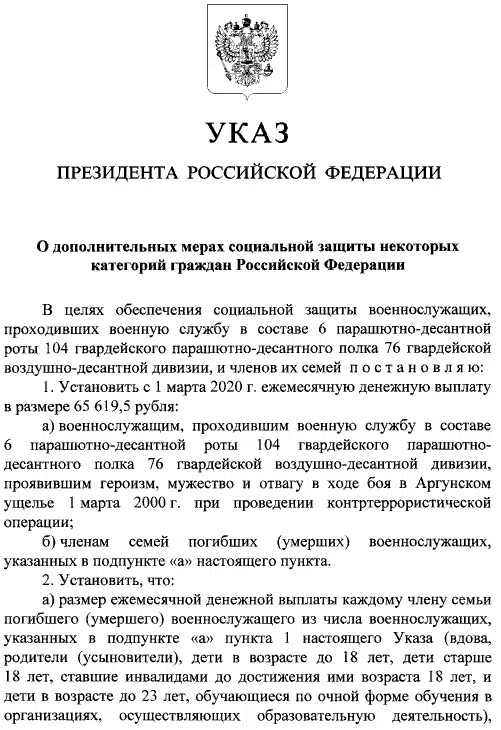 УКАЗ
ПРЕЗИДЕНТА РОССИЙСКОЙ ФЕДЕРАЦИИ
О дополнительных мерах социальной защиты некоторых
категорий граждан Российской Федерации
В целях обеспечения социальной защиты военнослужащих,
проходивших военную службу в составе 6 парашютно-десантной
роты 104 гвардейского парашютно-десантного полка 76 гвардейской
воздушно-десантной дивизии, и членов их семей п о с т а н о в л я ю:
1. Установить с 1 марта 2020 г. ежемесячную денежную выплату
в размере 65 619,5 рубля:
а) военнослужащим, проходившим военную службу в составе
6 парашютно-десантной роты 104 гвардейского парашютно-
десантного полка 76 гвардейской воздушно-десантной дивизии,
проявившим героизм, мужество и отвагу в ходе боя в Аргунском
ущелье 1 марта 2000 г. при проведении контртеррористической
операции;
б) членам семей погибших (умерших) военнослужащих,
указанных в подпункте «а» настоящего пункта.
2. Установить, что:
а) размер ежемесячной денежной выплаты каждому члену семьи
погибшего (умершего) военнослужащего из числа военнослужащих,
указанных в подпункте «а» пункта 1 настоящего Указа (вдова,
родители (усыновители), дети в возрасте до 18 лет, дети старше
18 лет, ставшие инвалидами до достижения ими возраста 18 лет, и
дети в возрасте до 23 лет, обучающиеся по очной форме обучения в
организациях, осуществляющих образовательную деятельность),